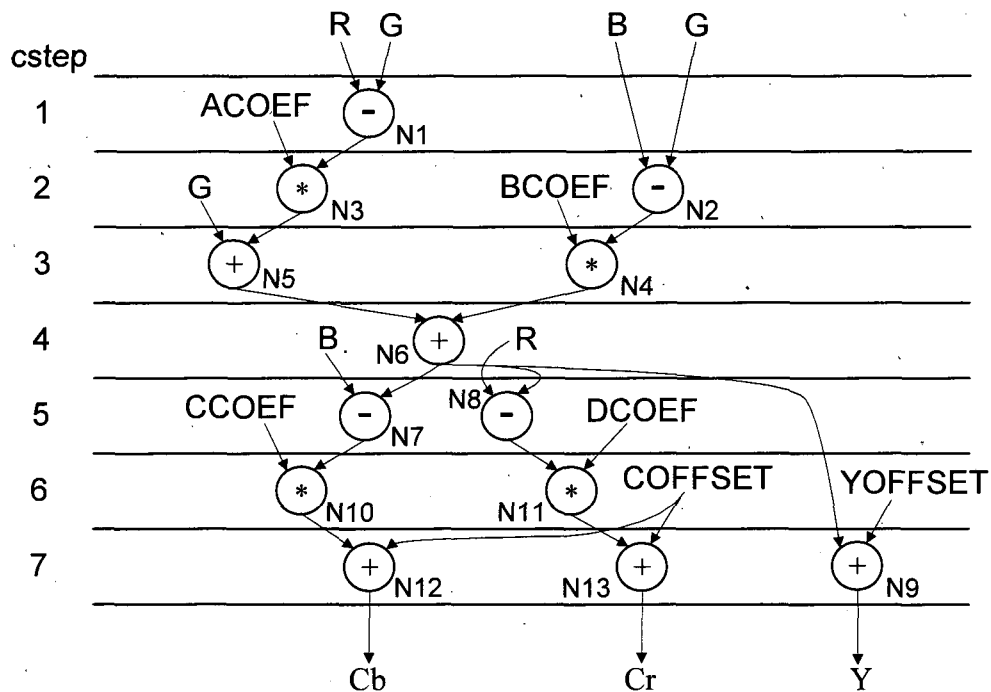 R G B G
cstep
1 ACOEF - N1
2 G * N3 BCOEF - N2
3 + N5 * N4
4 B N6 + R
5 CCOEF - N7 N8 - DCOEF
6 * N10 N11 * COFFSET YOFFSET
7 + N12 N13 + + N9
Cb Cr Y